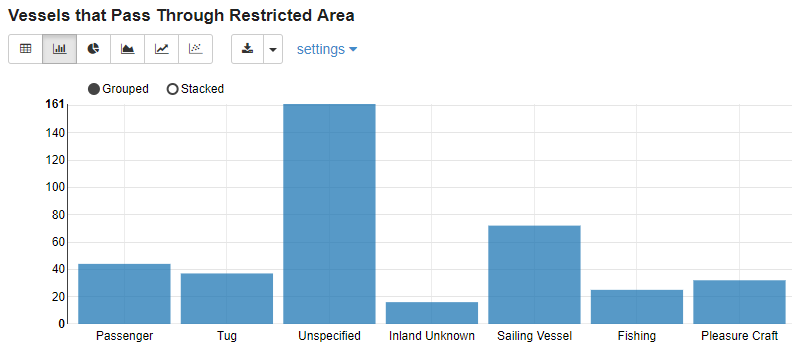 Vessels that Pass Through Restricted Area
settings
Grouped Stacked
161
140
120
100
80
60
40
20
0
Passenger Tug Unspecified Inland Unknown Sailing Vessel Fishing Pleasure Craft